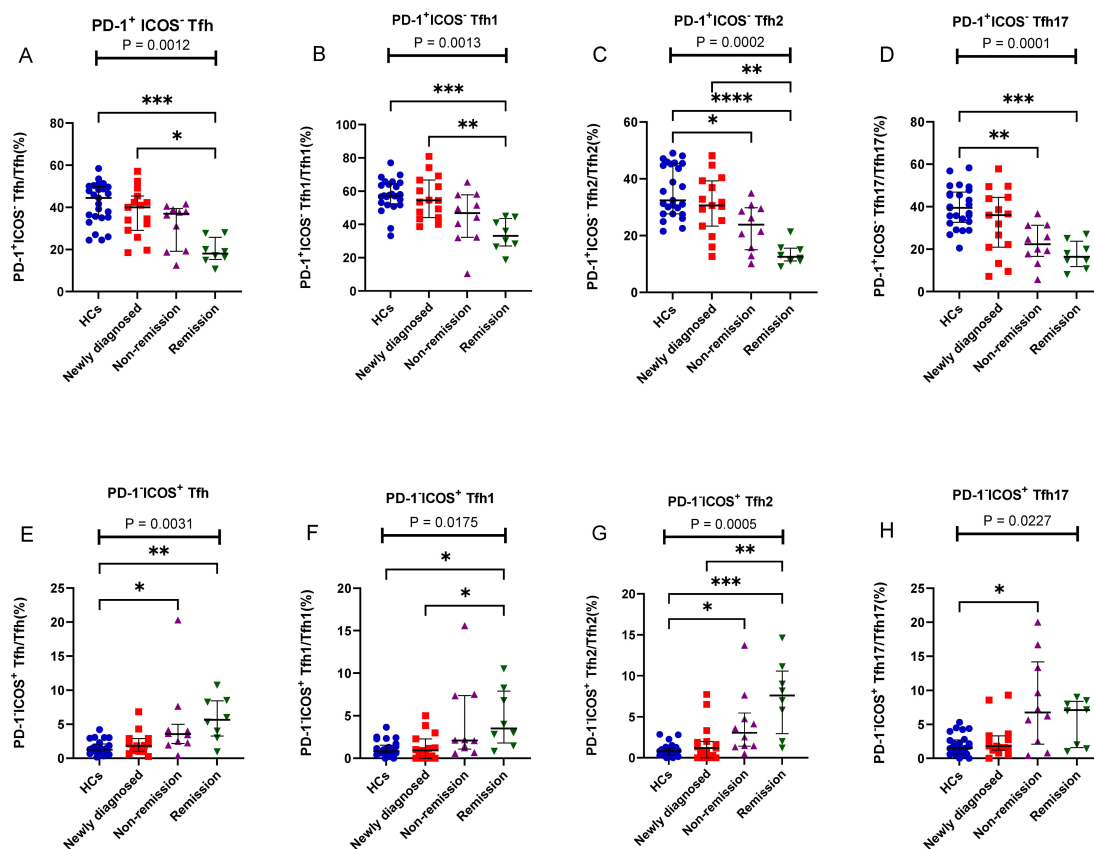 A
PD-1⁺ ICOS⁻ Tfh
P = 0.0012
***
*
PD-1⁺ICOS⁻ Tfh/Tfh(%)
80
60
40
20
0
HCs
Newly diagnosed
Non-remission
Remission
B
PD-1⁺ICOS⁻ Tfh1
P = 0.0013
***
**
PD-1⁺ICOS⁻ Tfh1/Tfh1(%)
100
80
60
40
20
0
HCs
Newly diagnosed
Non-remission
Remission
C
PD-1⁺ICOS⁻ Tfh2
P = 0.0002
**
****
*
PD-1⁺ICOS⁻ Tfh2/Tfh2(%)
60
40
20
0
HCs
Newly diagnosed
Non-remission
Remission
D
PD-1⁺ICOS⁻ Tfh17
P = 0.0001
***
**
PD-1⁺ICOS⁻ Tfh17/Tfh17(%)
80
60
40
20
0
HCs
Newly diagnosed
Non-remission
Remission
E
PD-1⁻ICOS⁺ Tfh
P = 0.0031
**
*
PD-1⁻ICOS⁺ Tfh/Tfh(%)
25
20
15
10
5
0
HCs
Newly diagnosed
Non-remission
Remission
F
PD-1⁻ICOS⁺ Tfh1
P = 0.0175
*
*
PD-1⁻ICOS⁺ Tfh1/Tfh1(%)
20
15
10
5
0
HCs
Newly diagnosed
Non-remission
Remission
G
PD-1⁻ICOS⁺ Tfh2
P = 0.0005
**
***
*
PD-1⁻ICOS⁺ Tfh2/Tfh2(%)
20
15
10
5
0
HCs
Newly diagnosed
Non-remission
Remission
H
PD-1⁻ICOS⁺ Tfh17
P = 0.0227
*
PD-1⁻ICOS⁺ Tfh17/Tfh17(%)
25
20
15
10
5
0
HCs
Newly diagnosed
Non-remission
Remission